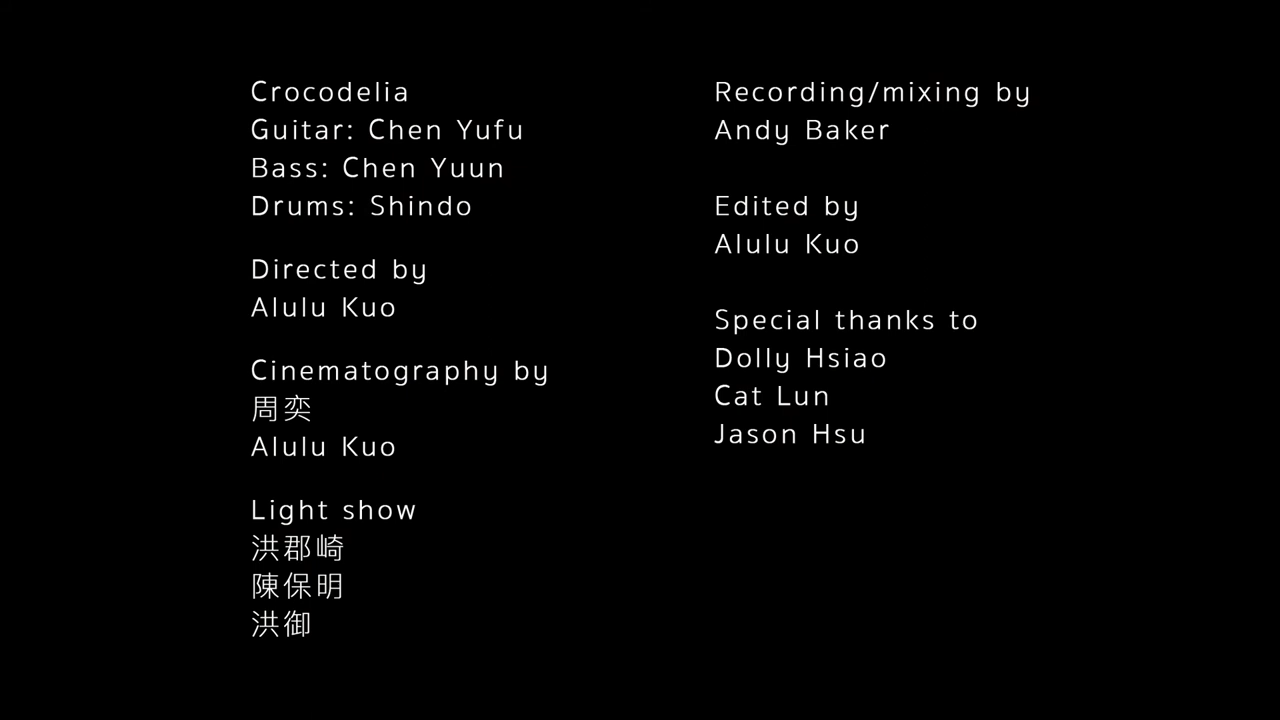 Crocodelia
Guitar: Chen Yufu
Bass: Chen Yuun
Drums: Shindo
Directed by
Alulu Kuo
Cinematography by
周奕
Alulu Kuo
Light show
洪郡崎
陳保明
洪御
Recording/mixing by
Andy Baker
Edited by
Alulu Kuo
Special thanks to
Dolly Hsiao
Cat Lun
Jason Hsu